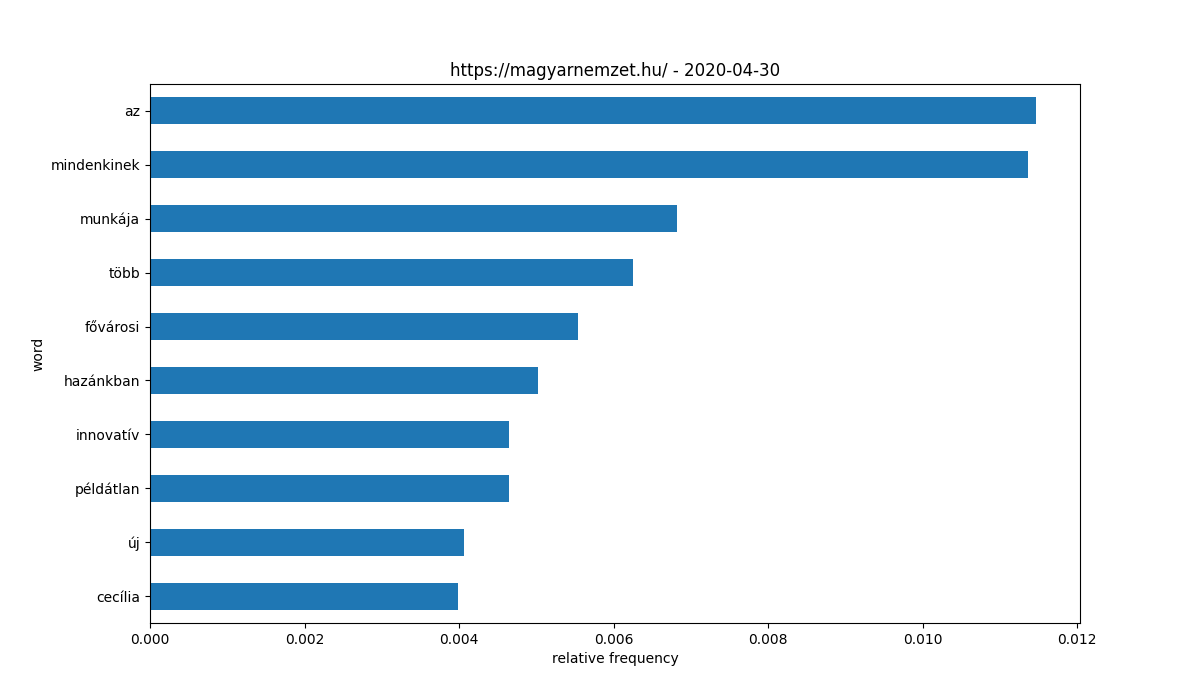 https://magyarnemzet.hu/ - 2020-04-30
az
mindenkinek
munkája
több
fővárosi
hazánkban
innovatív
példátlan
új
cecília
word
0.000 0.002 0.004 0.006 0.008 0.010 0.012
relative frequency